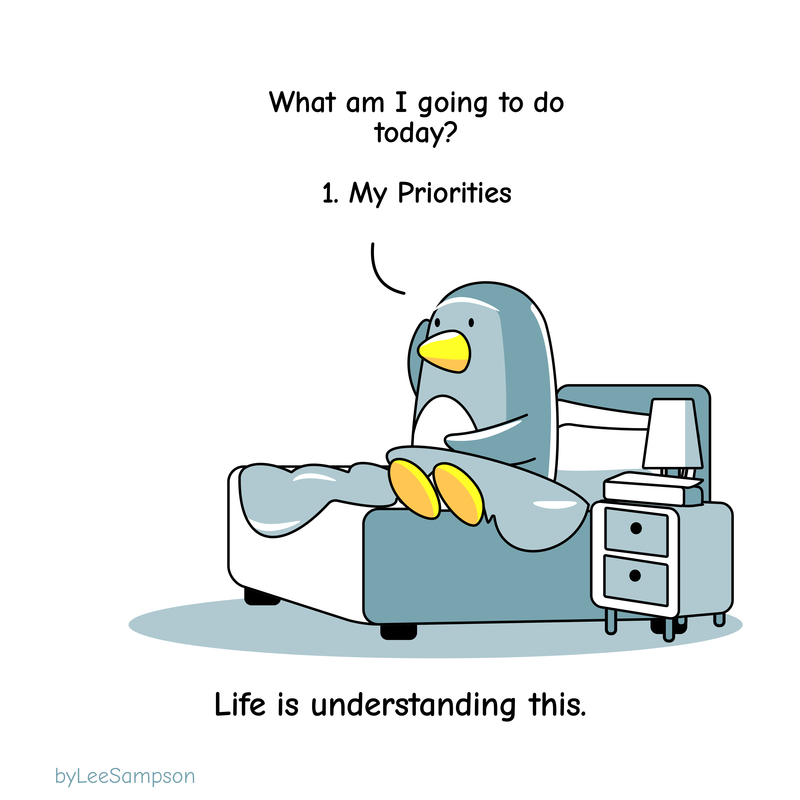 What am I going to do
today?
1. My Priorities
Life is understanding this.
byLeeSampson